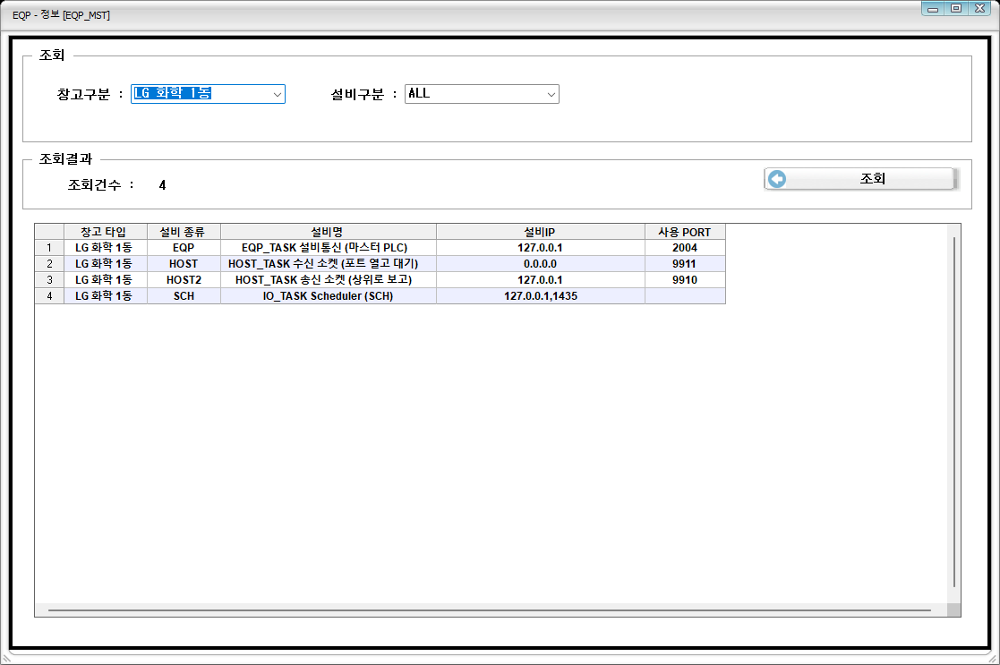 EQP - 정보 [EQP_MST]
조회
창고구분 : LG 화학 1동 설비구분 : ALL
조회결과
조회건수 : 4 조회
창고 타입 설비 종류 설비명 설비IP 사용 PORT
1 LG 화학 1동 EQP EQP_TASK 설비통신 (마스터 PLC) 127.0.0.1 2004
2 LG 화학 1동 HOST HOST_TASK 수신 소켓 (포트 열고 대기) 0.0.0.0 9911
3 LG 화학 1동 HOST2 HOST_TASK 송신 소켓 (상위로 보고) 127.0.0.1 9910
4 LG 화학 1동 SCH IO_TASK Scheduler (SCH) 127.0.0.1,1435